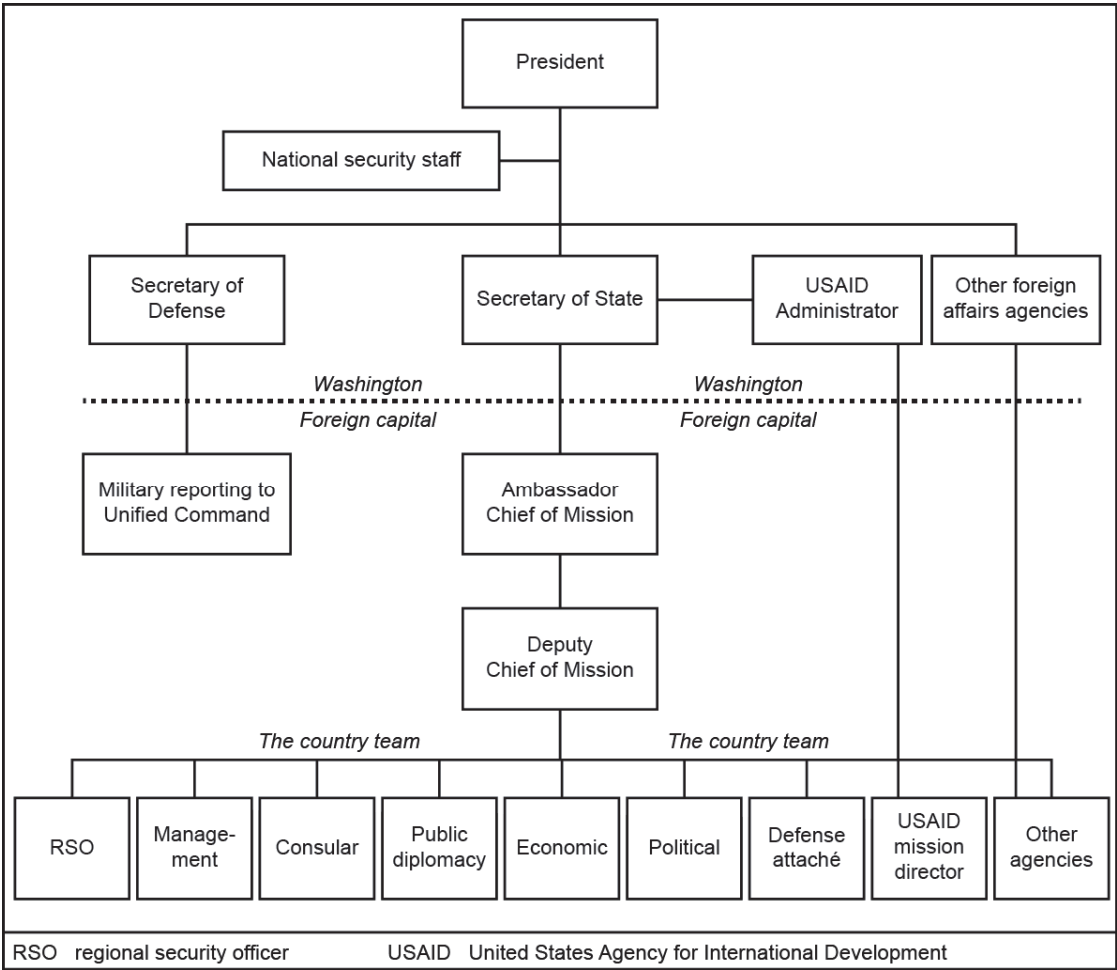 President
National security staff
Secretary of
Defense
Secretary of State
USAID
Administrator
Other foreign
affairs agencies
Washington
Washington
Foreign capital
Foreign capital
Military reporting to
Unified Command
Ambassador
Chief of Mission
Deputy
Chief of Mission
The country team
The country team
RSO
Manage-
ment
Consular
Public
diplomacy
Economic
Political
Defense
attaché
USAID
mission
director
Other
agencies
RSO regional security officer
USAID United States Agency for International Development